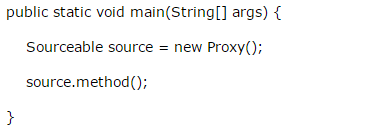 public static void main(String[] args) {
Sourceable source = new Proxy();
source.method();
}